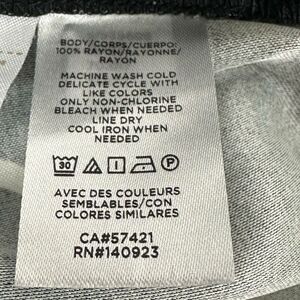 BODY/CORPS/CUERPO:
100% RAYON/RAYONNE/
RAYON
MACHINE WASH COLD
DELICATE CYCLE WITH
LIKE COLORS
ONLY NON-CHLORINE
BLEACH WHEN NEEDED
LINE DRY
COOL IRON WHEN
NEEDED
30 P
AVEC DES COULEURS
SEMBLABLES/CON
COLORES SIMILARES
CA#57421
RN#140923